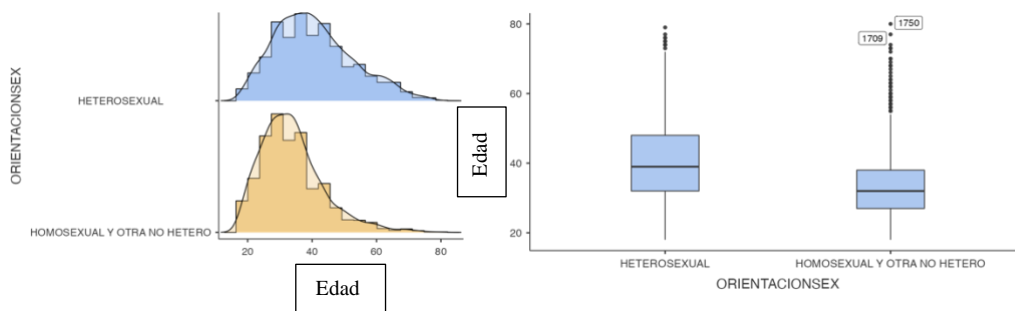 ORIENTACIONSEX
HETEROSEXUAL
HOMOSEXUAL Y OTRA NO HETERO
20 40 60 80
Edad
Edad
80
60
40
20
1750
1709
HETEROSEXUAL HOMOSEXUAL Y OTRA NO HETERO
ORIENTACIONSEX